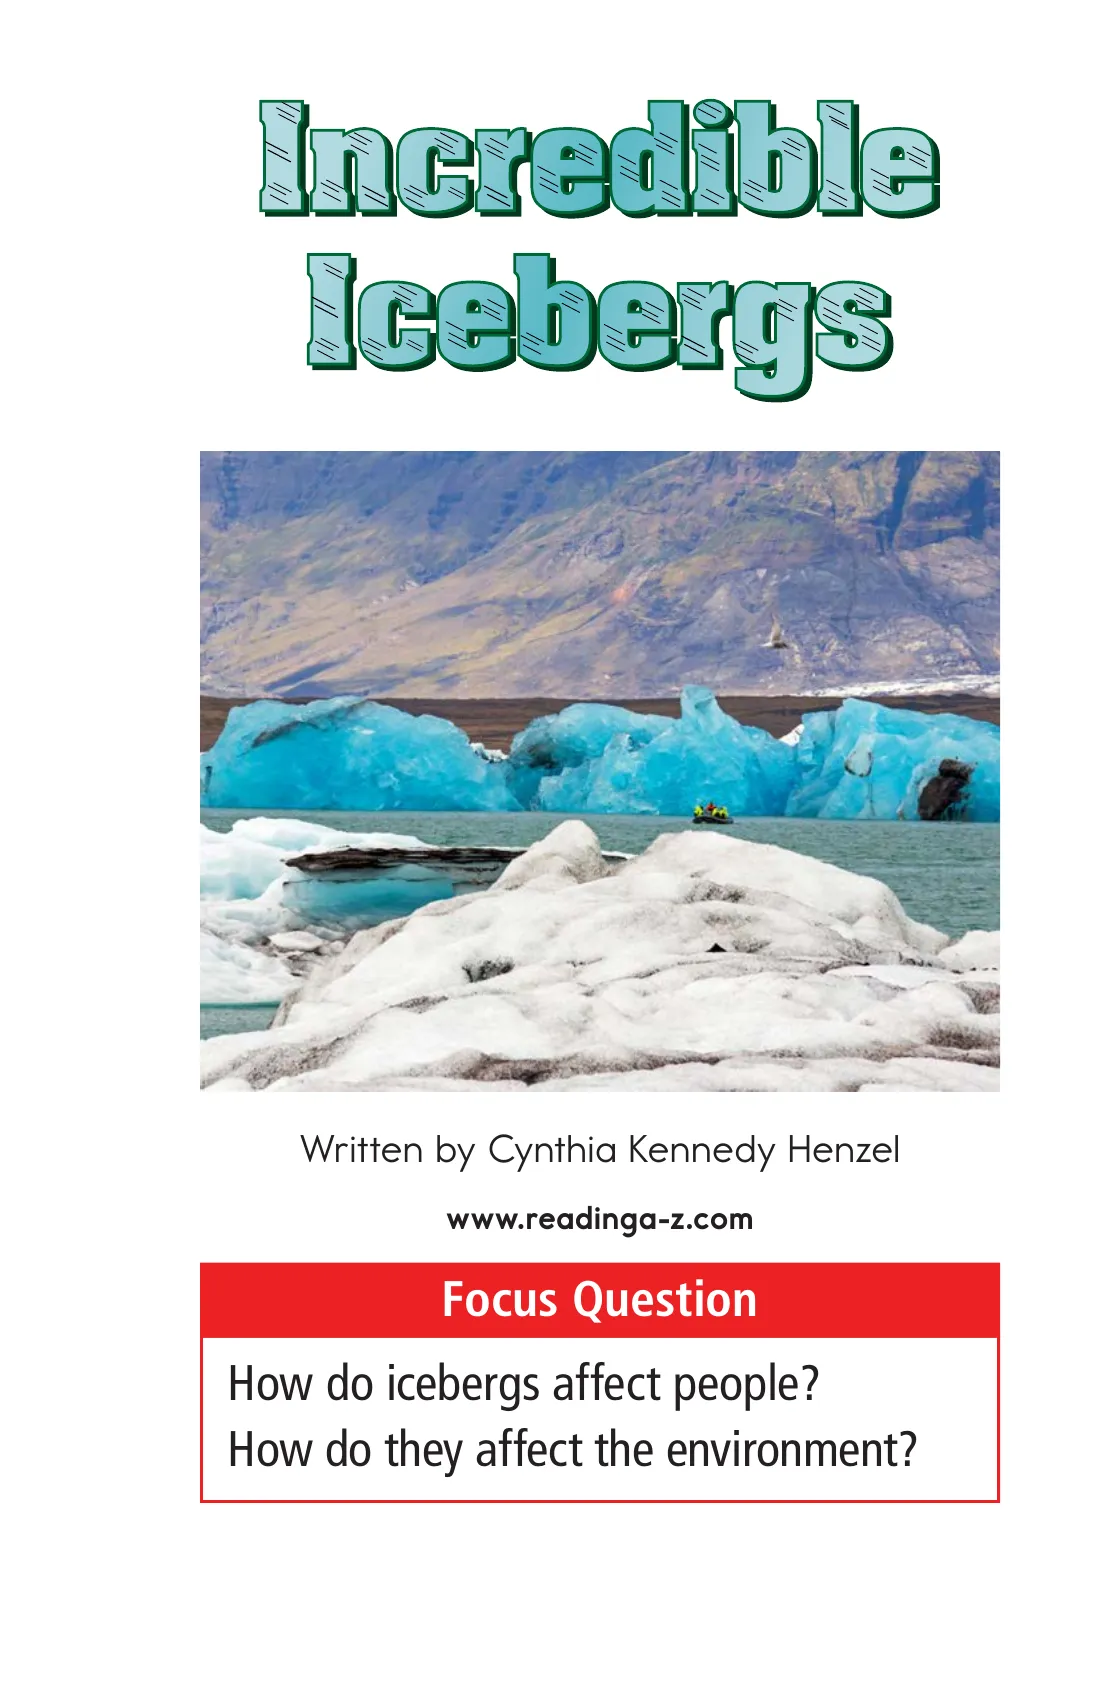 Incredible
Icebergs
Written by Cynthia Kennedy Henzel
www.readinga-z.com
Focus Question
How do icebergs affect people?
How do they affect the environment?